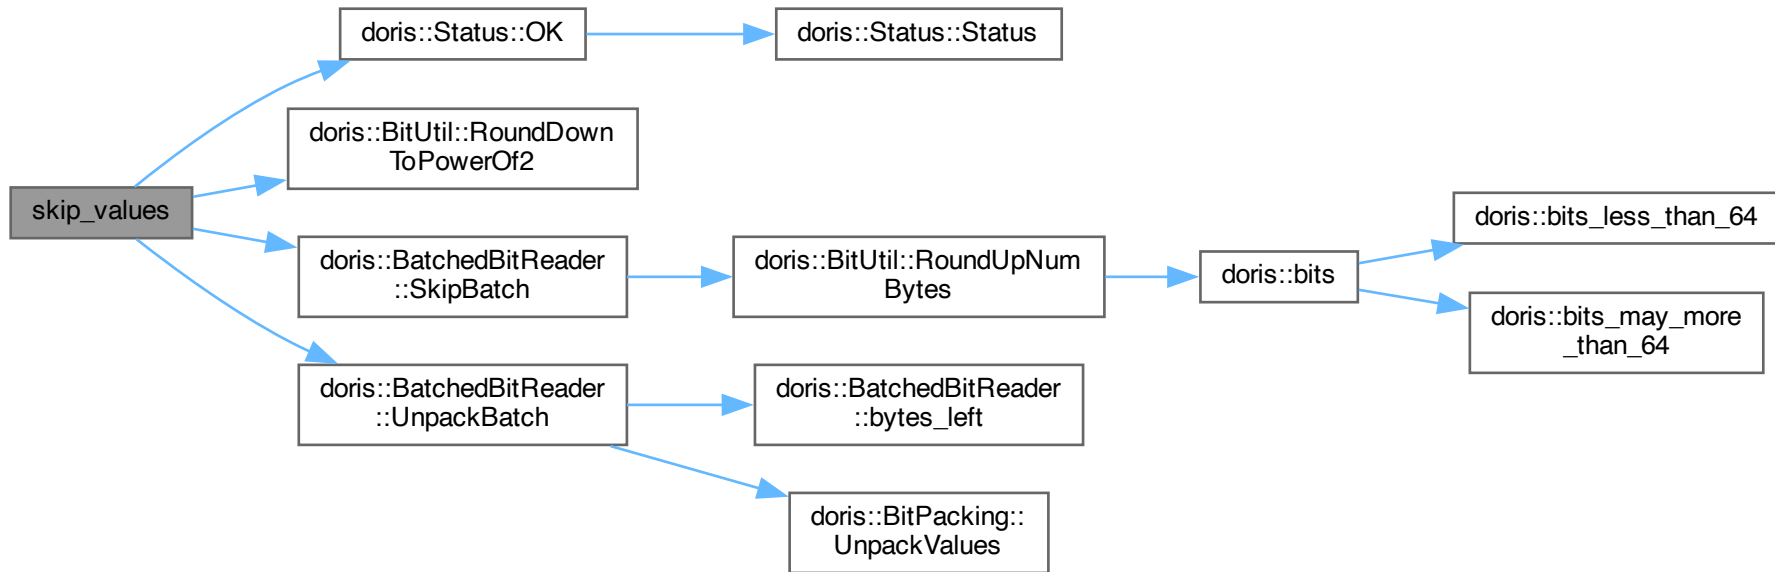 skip_values
doris::Status::OK
doris::Status::Status
doris::BitUtil::RoundDown
ToPowerOf2
doris::BatchedBitReader
::SkipBatch
doris::BitUtil::RoundUpNum
Bytes
doris::bits
doris::bits_less_than_64
doris::bits_may_more
_than_64
doris::BatchedBitReader
::UnpackBatch
doris::BatchedBitReader
::bytes_left
doris::BitPacking::
UnpackValues